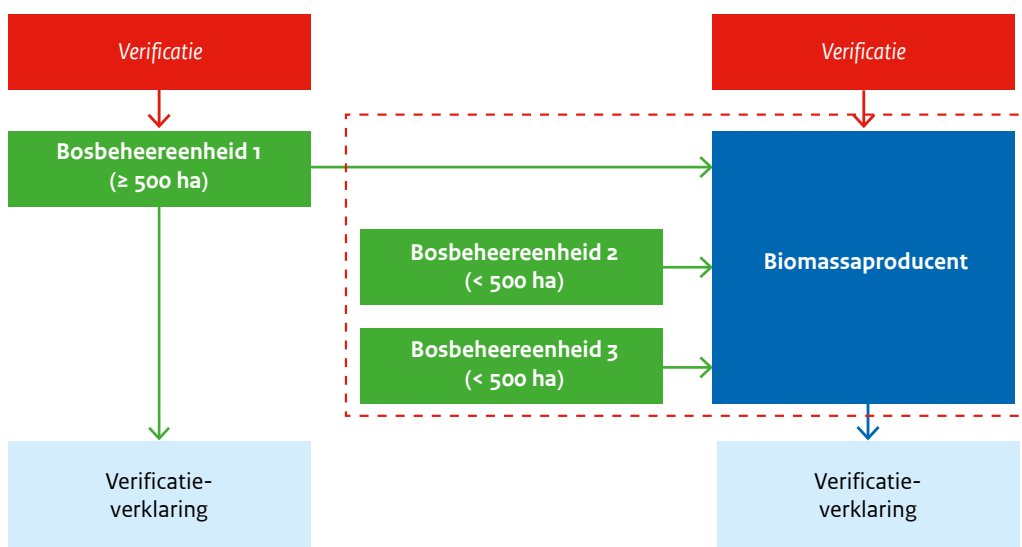 Verificatie
Verificatie
Bosbeheereenheid 1
(≥ 500 ha)
Bosbeheereenheid 2
(< 500 ha)
Biomassaproducent
Bosbeheereenheid 3
(< 500 ha)
Verificatie-
verklaring
Verificatie-
verklaring